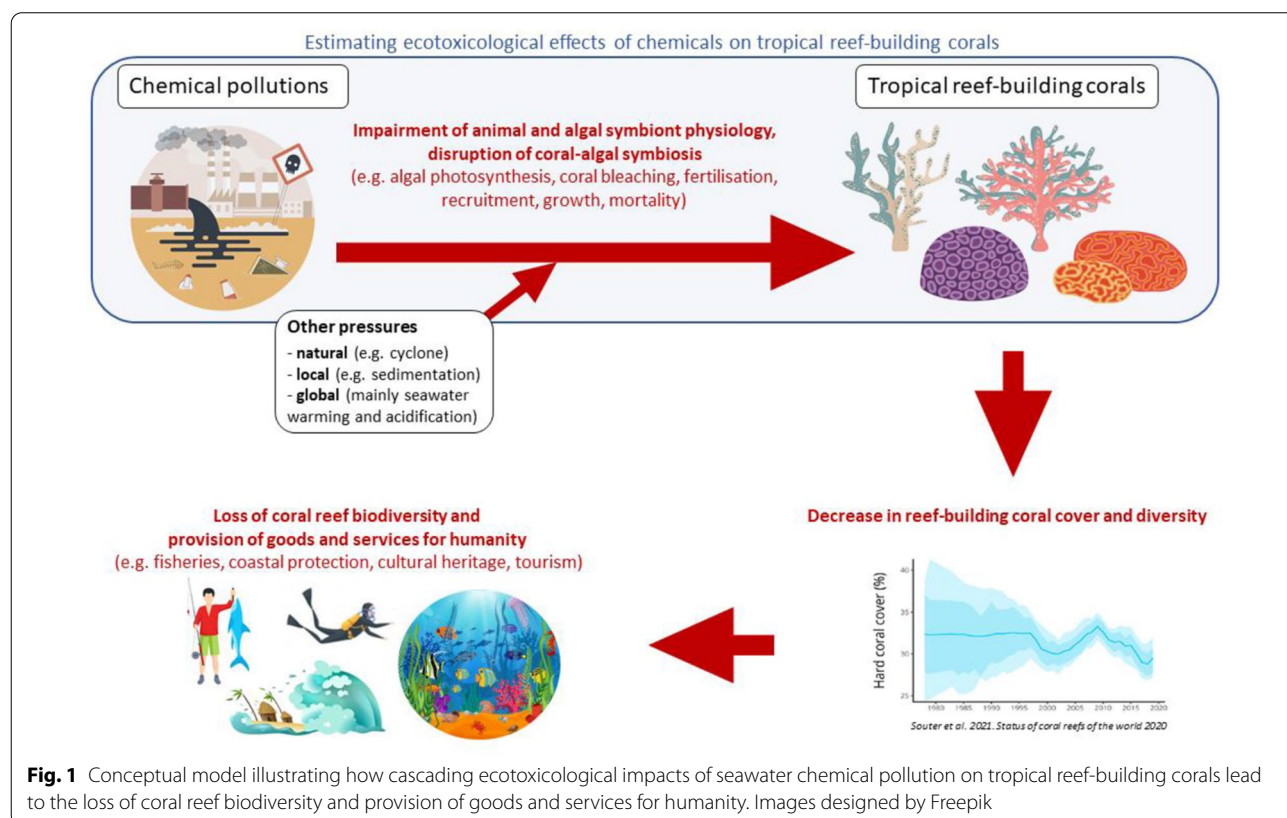 Estimating ecotoxicological effects of chemicals on tropical reef-building corals
Chemical pollutions
Tropical reef-building corals
Impairment of animal and algal symbiont physiology,
disruption of coral-algal symbiosis
(e.g. algal photosynthesis, coral bleaching, fertilisation,
recruitment, growth, mortality)
Other pressures
- natural (e.g. cyclone)
- local (e.g. sedimentation)
- global (mainly seawater
warming and acidification)
Decrease in reef-building coral cover and diversity
Hard coral cover (%)
40
35
30
25
1980 1985 1990 1995 2000 2005 2010 2015 2020
Souter et al. 2021. Status of coral reefs of the world 2020
Loss of coral reef biodiversity and
provision of goods and services for humanity
(e.g. fisheries, coastal protection, cultural heritage, tourism)
Fig. 1 Conceptual model illustrating how cascading ecotoxicological impacts of seawater chemical pollution on tropical reef-building corals lead
to the loss of coral reef biodiversity and provision of goods and services for humanity. Images designed by Freepik